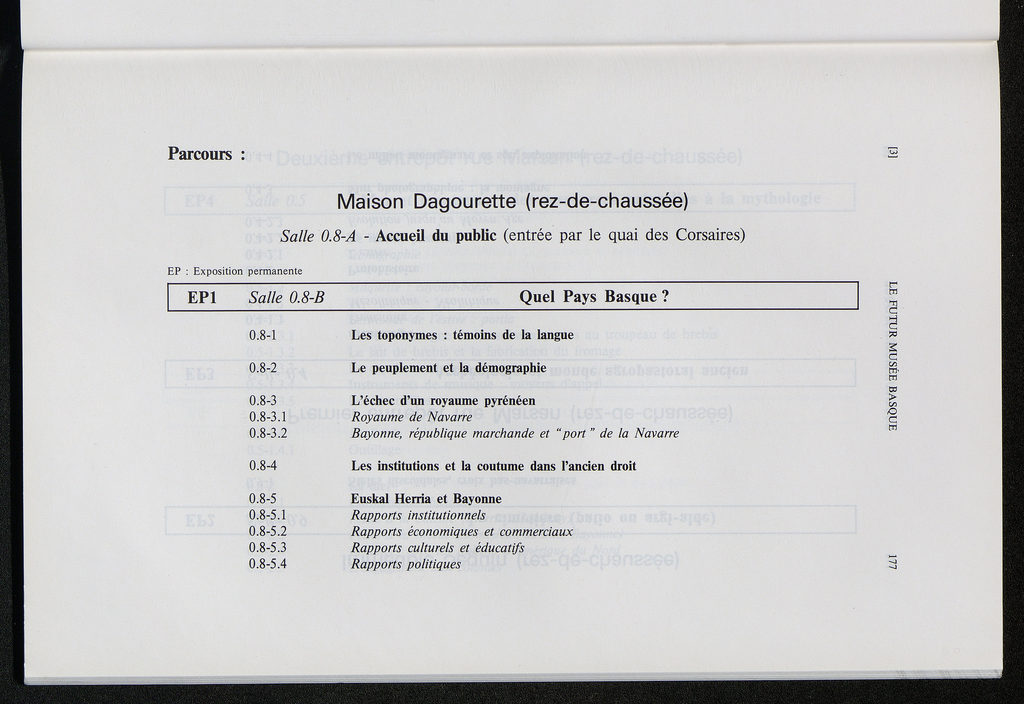 Parcours :
Maison Dagourette (rez-de-chaussée)
Salle 0.8-A - Accueil du public (entrée par le quai des Corsaires)
EP : Exposition permanente
EP1 Salle 0.8-B Quel Pays Basque ?
0.8-1 Les toponymes : témoins de la langue
0.8-2 Le peuplement et la démographie
0.8-3 L'échec d'un royaume pyrénéen
0.8-3.1 Royaume de Navarre
0.8-3.2 Bayonne, république marchande et “port” de la Navarre
0.8-4 Les institutions et la coutume dans l'ancien droit
0.8-5 Euskal Herria et Bayonne
0.8-5.1 Rapports institutionnels
0.8-5.2 Rapports économiques et commerciaux
0.8-5.3 Rapports culturels et éducatifs
0.8-5.4 Rapports politiques
[3]
LE FUTUR MUSÉE BASQUE
177